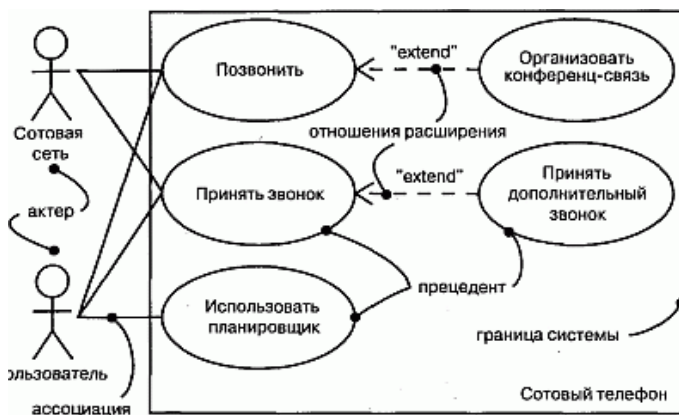 Позвонить
"extend"
Организовать
конференц-связь
Сотовая
сеть
отношения расширения
Принять звонок
"extend"
Принять
дополнительный
звонок
актер
прецедент
Использовать
планировщик
граница системы
ользователь
ассоциация
Сотовый телефон